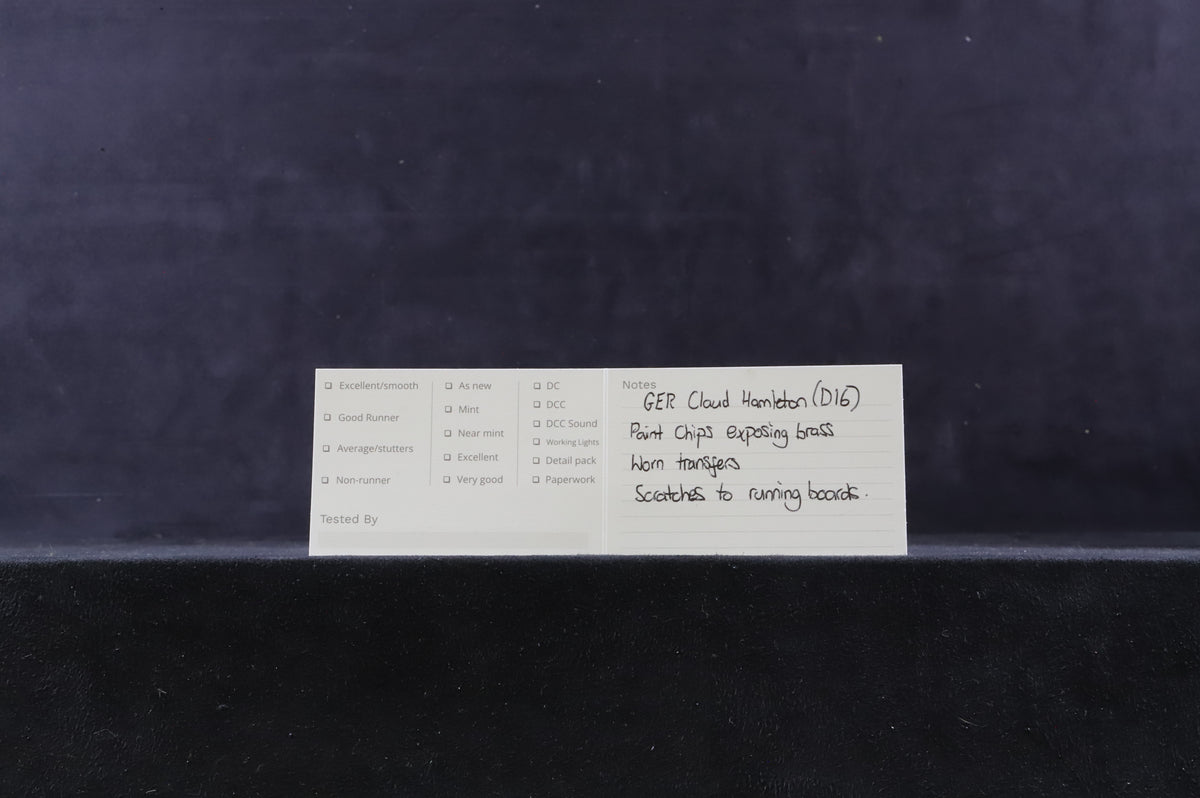 ❑ Excellent/smooth
❑ Good Runner
❑ Average/stutters
❑ Non-runner
❑ As new
❑ Mint
❑ Near mint
❑ Excellent
❑ Very good
❑ DC
❑ DCC
❑ DCC Sound
❑ Working Lights
❑ Detail pack
❑ Paperwork
Tested By
Notes
GER Claud Hamleton (D16)
Paint Chips exposing brass
Worn transfers
Scratches to running boards.